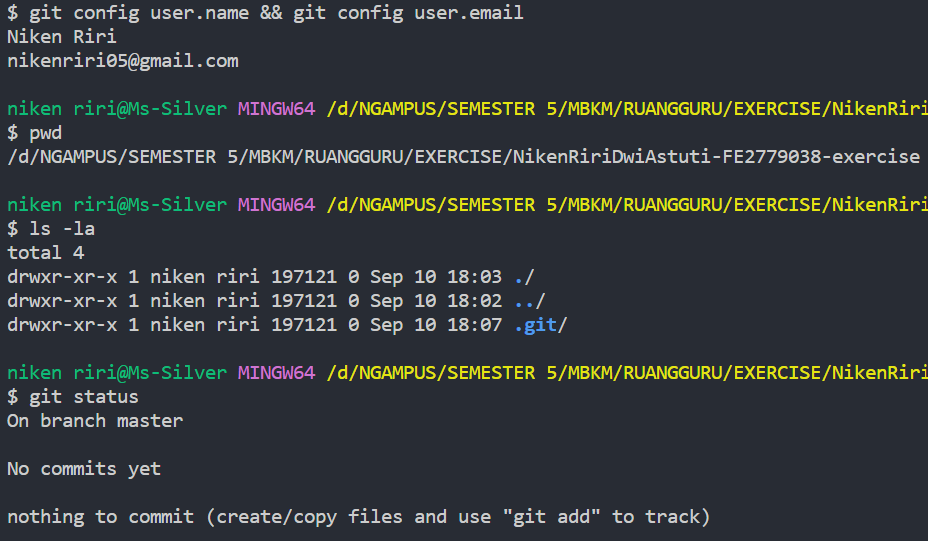 $ git config user.name && git config user.email
Niken Riri
nikenriri05@gmail.com
niken riri@Ms-Silver MINGW64 /d/NGAMPUS/SEMESTER 5/MBKM/RUANGGURU/EXERCISE/NikenRiri
$ pwd
/d/NGAMPUS/SEMESTER 5/MBKM/RUANGGURU/EXERCISE/NikenRiriDwiAstuti-FE2779038-exercise
niken riri@Ms-Silver MINGW64 /d/NGAMPUS/SEMESTER 5/MBKM/RUANGGURU/EXERCISE/NikenRiri
$ ls -la
total 4
drwxr-xr-x 1 niken riri 197121 0 Sep 10 18:03 ./
drwxr-xr-x 1 niken riri 197121 0 Sep 10 18:02 ../
drwxr-xr-x 1 niken riri 197121 0 Sep 10 18:07 .git/
niken riri@Ms-Silver MINGW64 /d/NGAMPUS/SEMESTER 5/MBKM/RUANGGURU/EXERCISE/NikenRiri
$ git status
On branch master
No commits yet
nothing to commit (create/copy files and use "git add" to track)